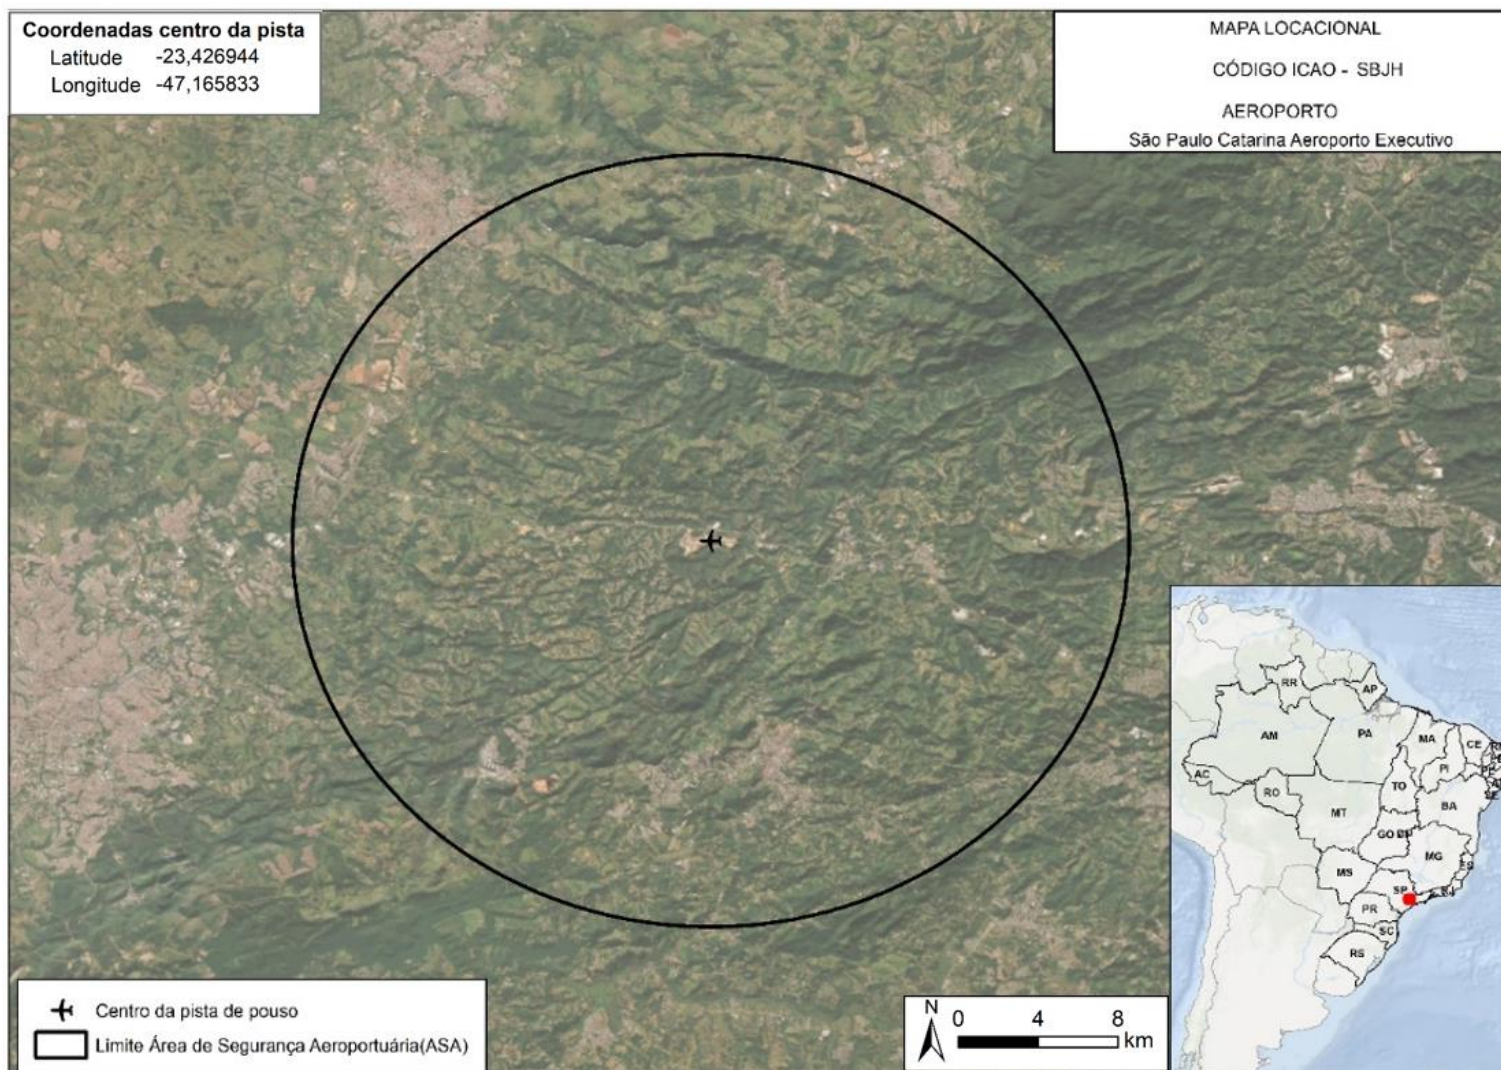 Coordenadas centro da pista
Latitude -23,426944
Longitude -47,165833
MAPA LOCACIONAL
CÓDIGO ICAO - SBJH
AEROPORTO
São Paulo Catarina Aeroporto Executivo
RR
AP
AM
PA
MA
CE
PI
AC
TO
RO
BA
MT
GO
MG
MS
ES
SP
PR
SC
RS
Centro da pista de pouso
Limite Área de Segurança Aeroportuária(ASA)
N
0 4 8
km